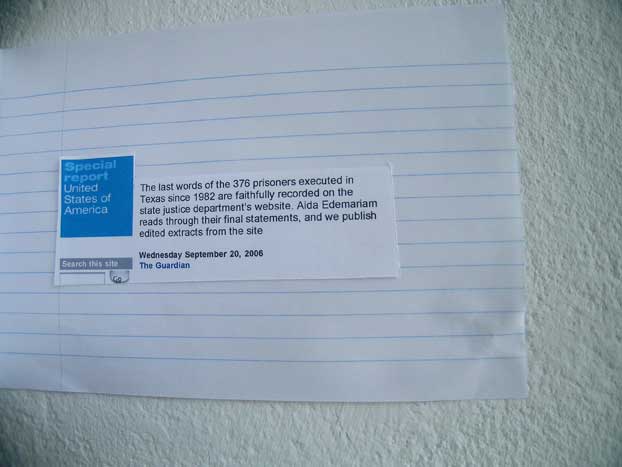 Special
report
United
States of
America
The last words of the 376 prisoners executed in
Texas since 1982 are faithfully recorded on the
state justice department's website. Aida Edemariam
reads through their final statements, and we publish
edited extracts from the site
Wednesday September 20, 2006
The Guardian
Search this site
Go